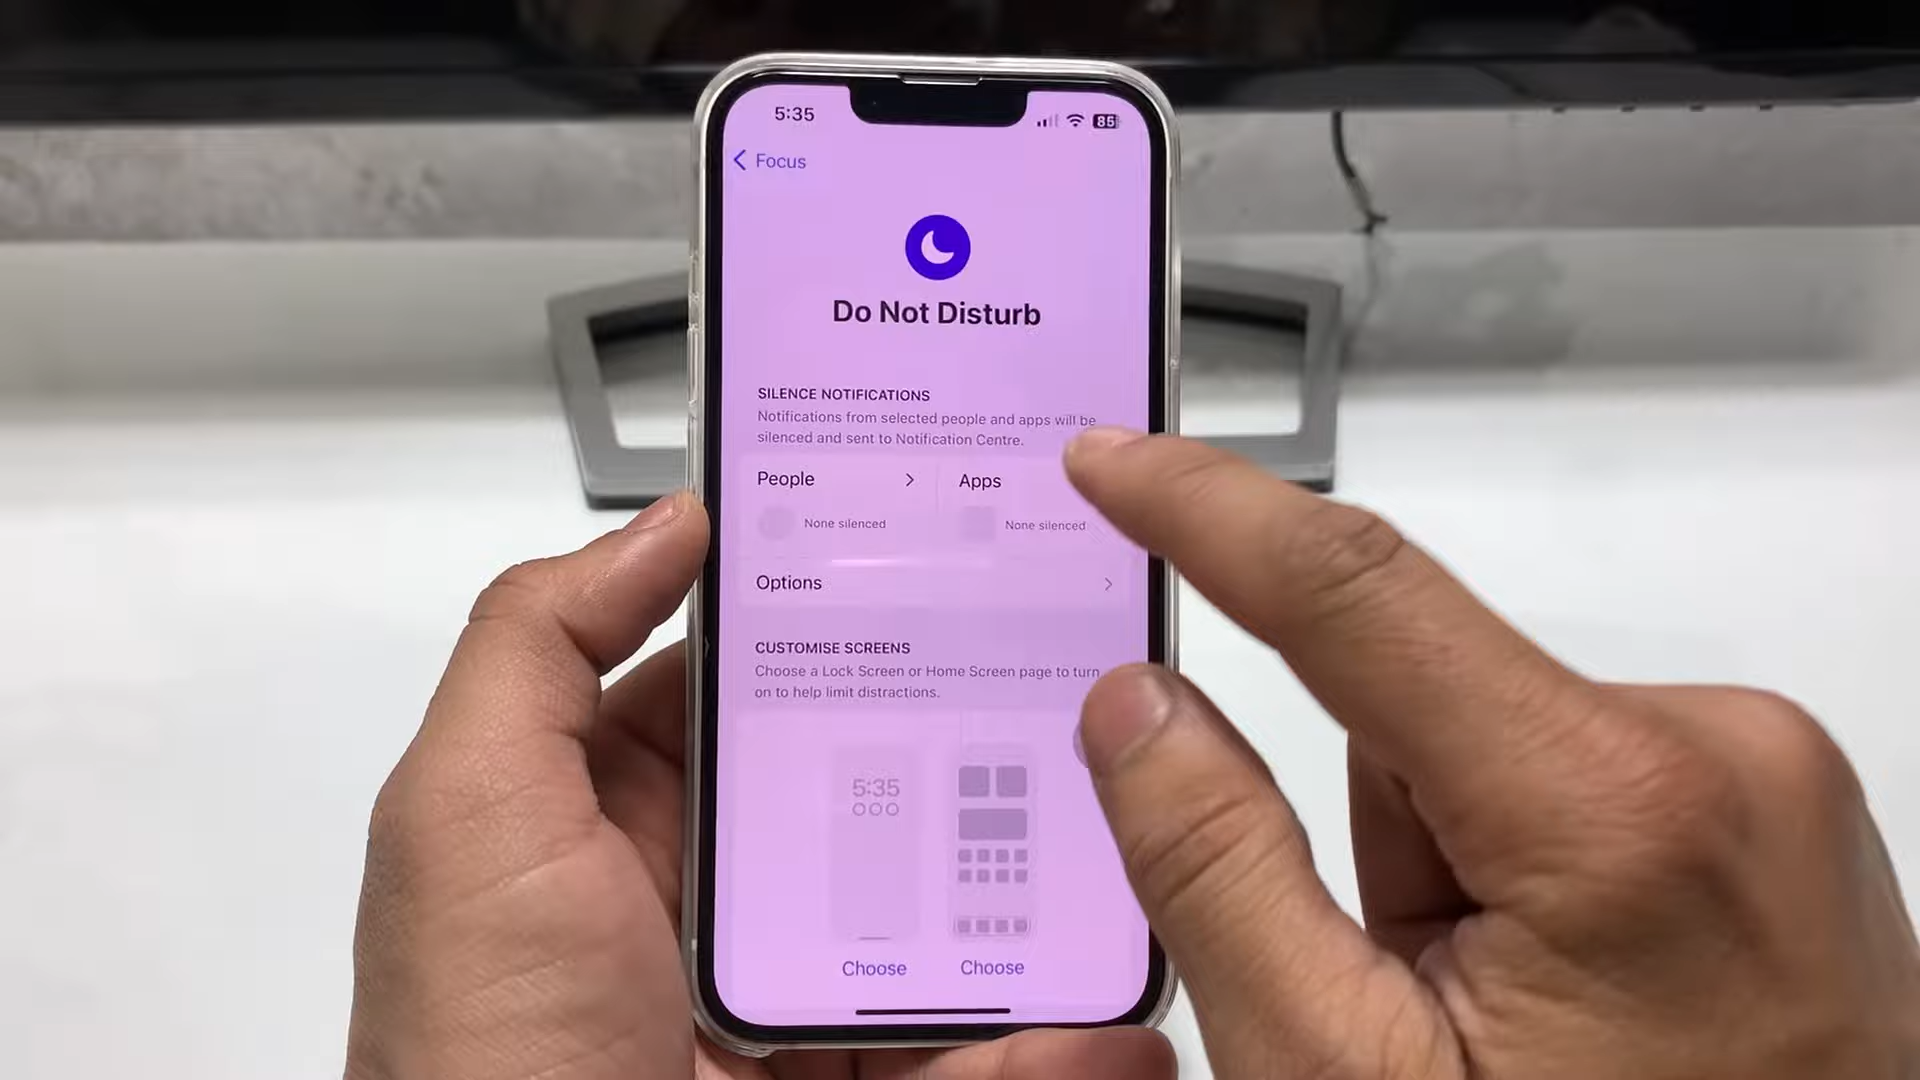 5:35
85
Focus
Do Not Disturb
SILENCE NOTIFICATIONS
Notifications from selected people and apps will be
silenced and sent to Notification Centre.
People Apps
None silenced None silenced
Options
CUSTOMISE SCREENS
Choose a Lock Screen or Home Screen page to turn
on to help limit distractions.
5:35
Choose Choose